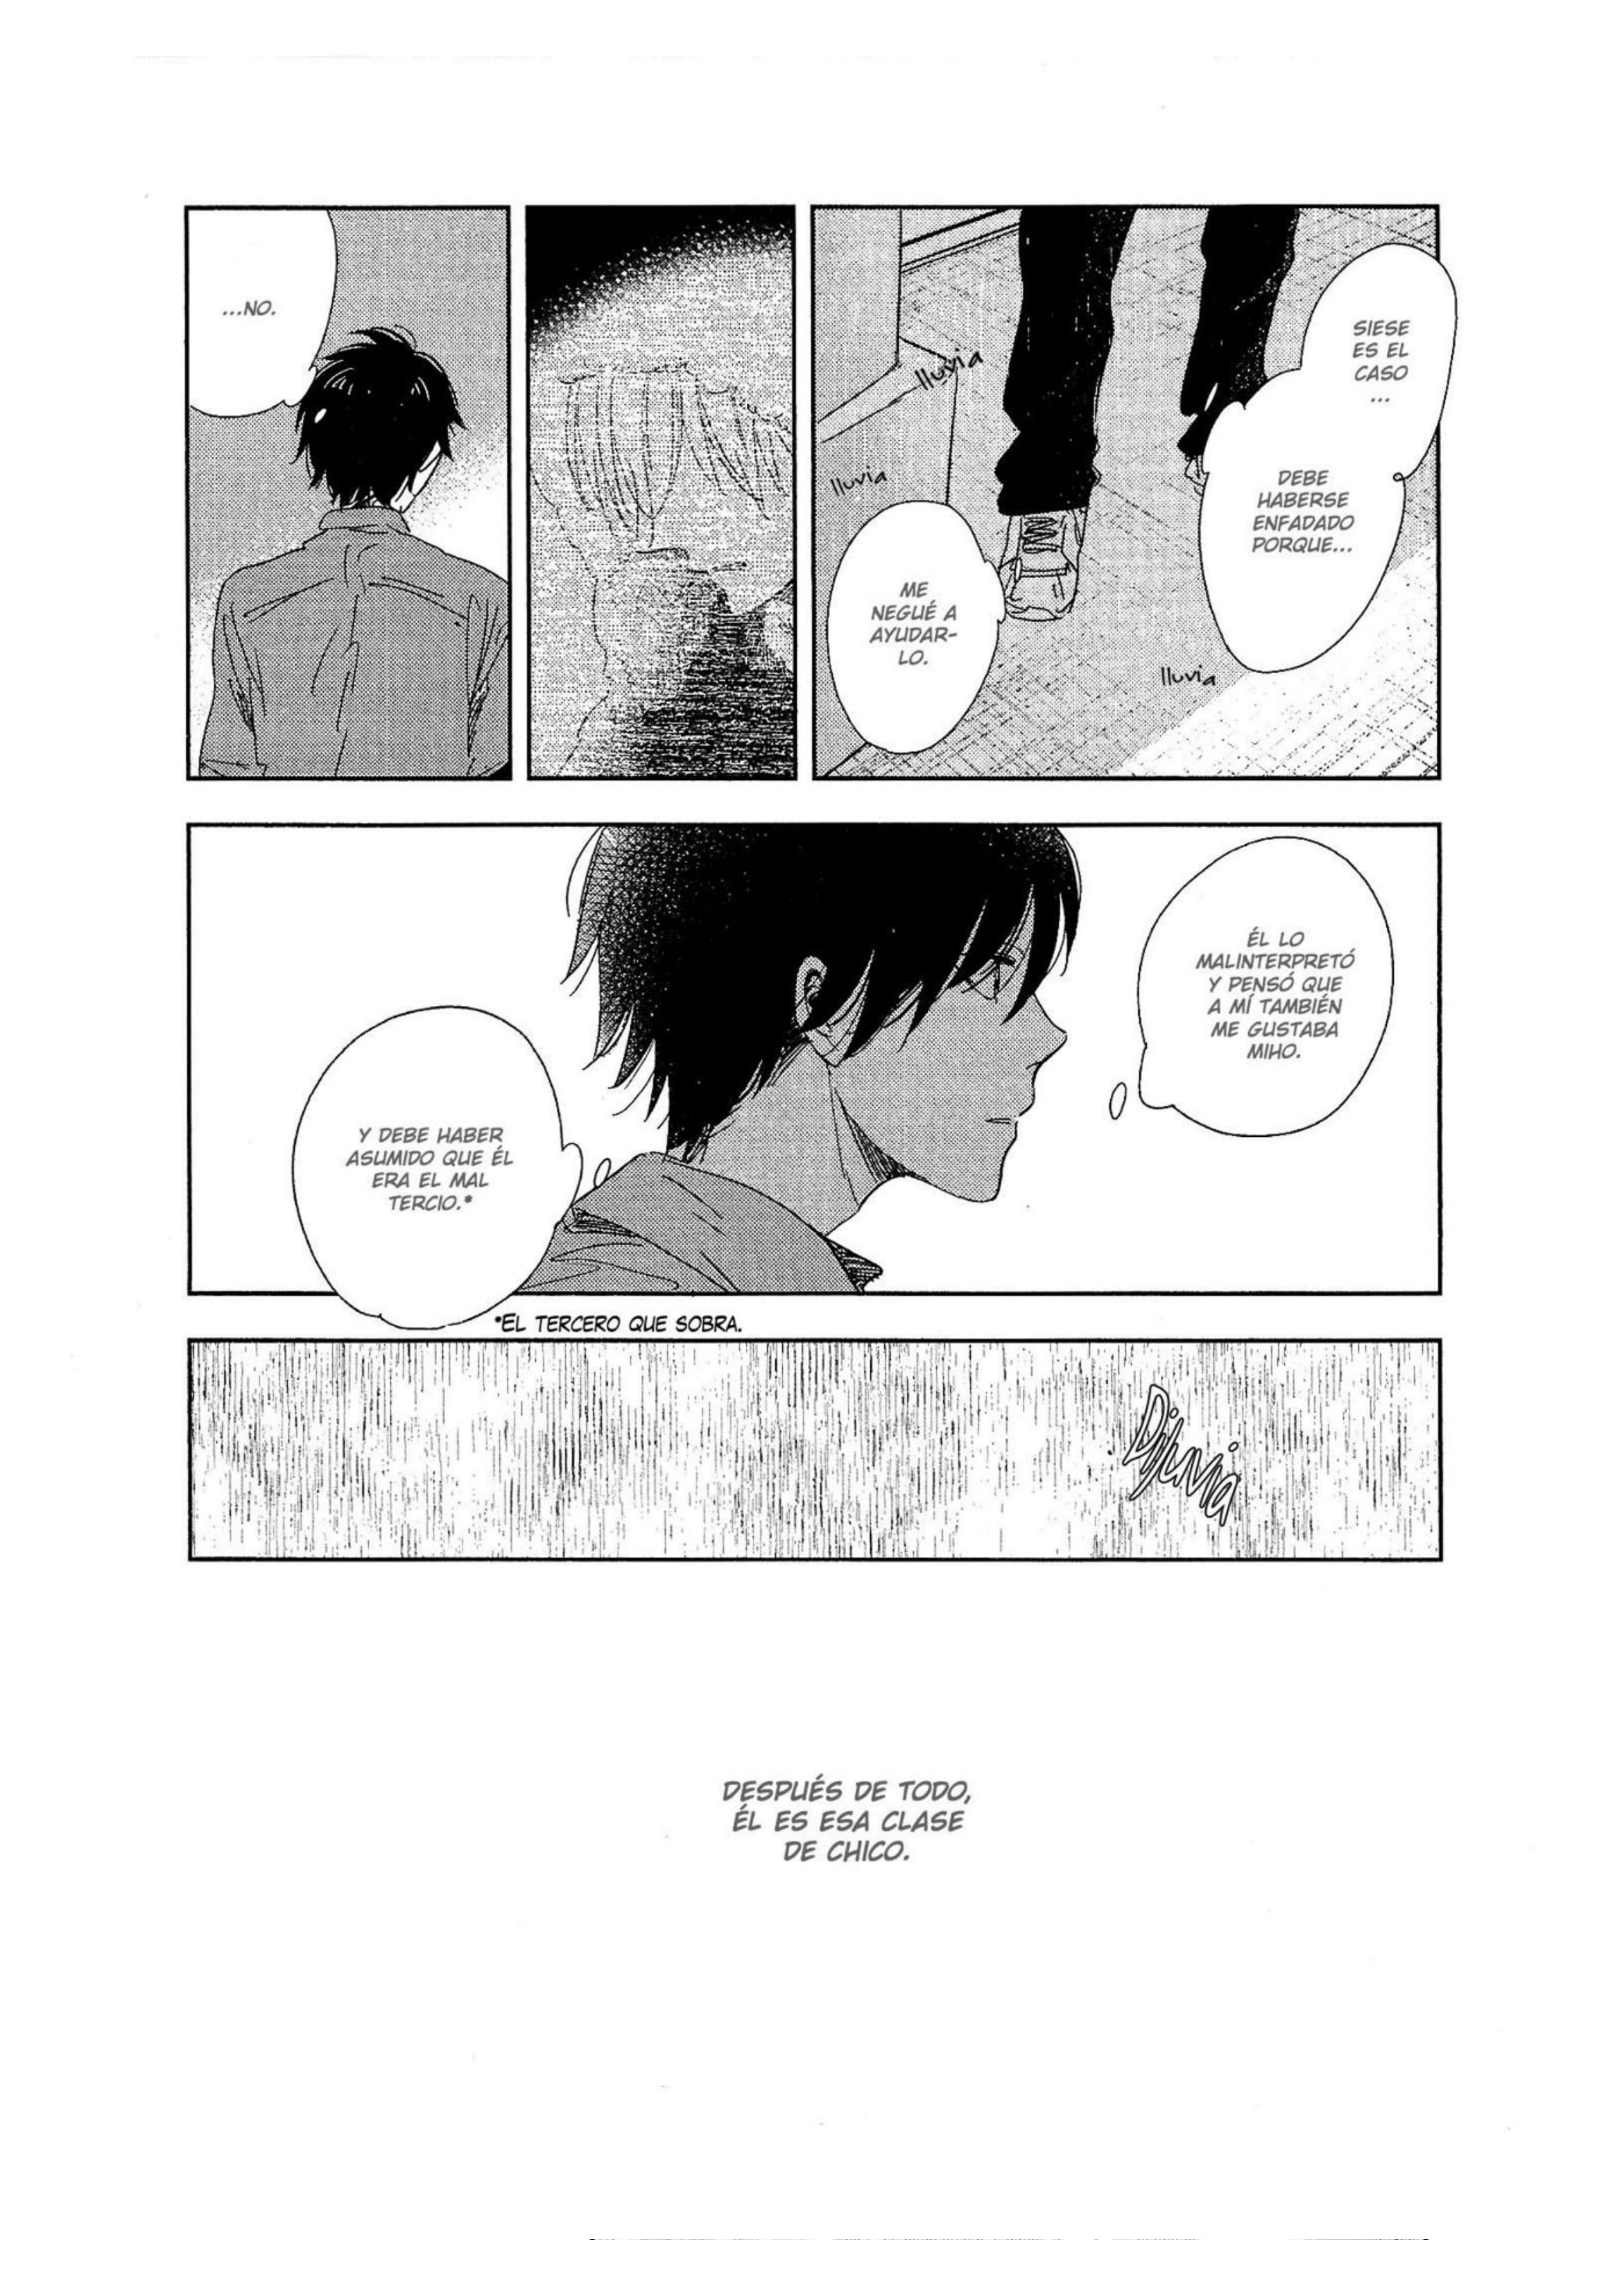 SIESE
ES EL
CASO
...
DEBE
HABERSE
ENFADADO
PORQUE...
lluvia
lluvia
ME
NEGUÉ A
AYUDAR-
LO.
lluvia
...NO.
ÉL LO
MALINTERPRETÓ
Y PENSÓ QUE
A MÍ TAMBIÉN
ME GUSTABA
MIHO.
Y DEBE HABER
ASUMIDO QUE ÉL
ERA EL MAL
TERCIO.*
*EL TERCERO QUE SOBRA.
Diluvia
DESPUÉS DE TODO,
ÉL ES ESA CLASE
DE CHICO.